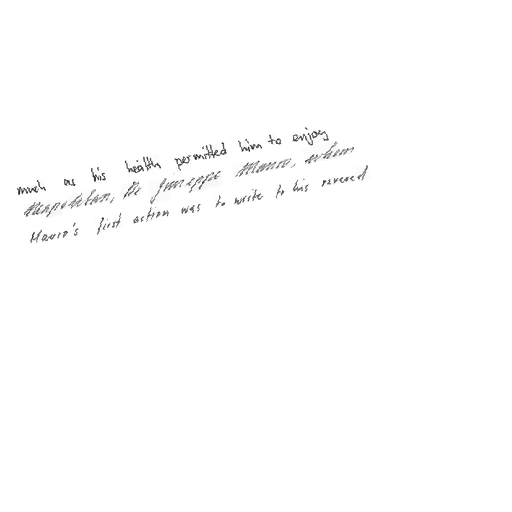 much as his health permitted him to enjoy
Neapolitan, De Giuseppe Mauro, whom
Mauro's first action was to write to his revered